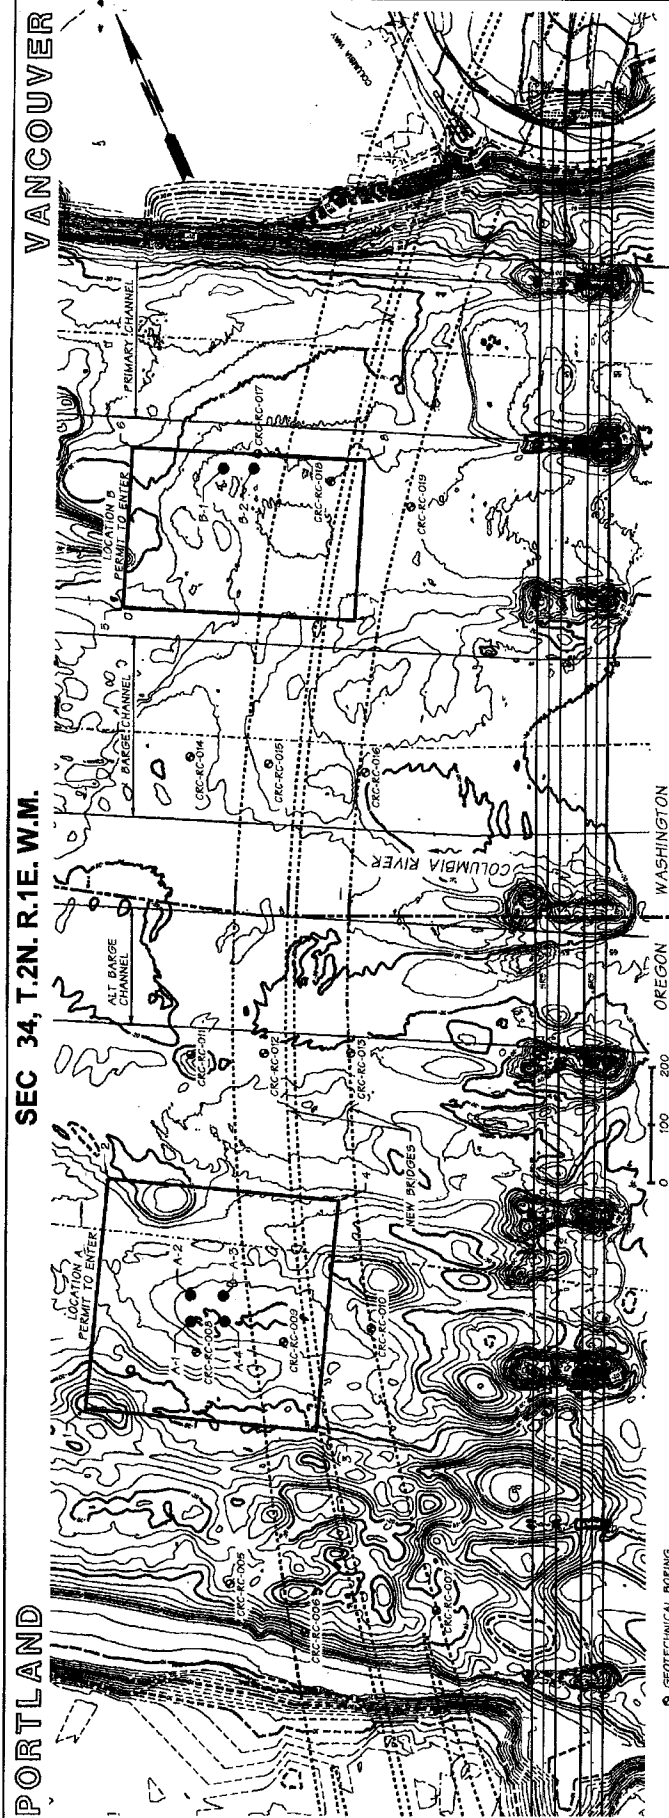 SEC 34, T.2N. R.1E. W.M.
PORTLAND
VANCOUVER
COLUMBIA WAY
PRIMARY CHANNEL
BARGE CHANNEL
ALT BARGE
CHANNEL
LOCATION A
PERMIT TO ENTER
LOCATION B
PERMIT TO ENTER
A-1
A-2
A-3
A-4
B-1
B-2
CRC-RC-005
CRC-RC-006
CRC-RC-007
CRC-RC-008
CRC-RC-009
CRC-RC-010
CRC-RC-011
CRC-RC-012
CRC-RC-013
CRC-RC-014
CRC-RC-015
CRC-RC-016
CRC-RC-017
CRC-RC-018
CRC-RC-019
NEW BRIDGES
COLUMBIA RIVER
OREGON
WASHINGTON
0 100 200
GEOTECHNICAL BORING